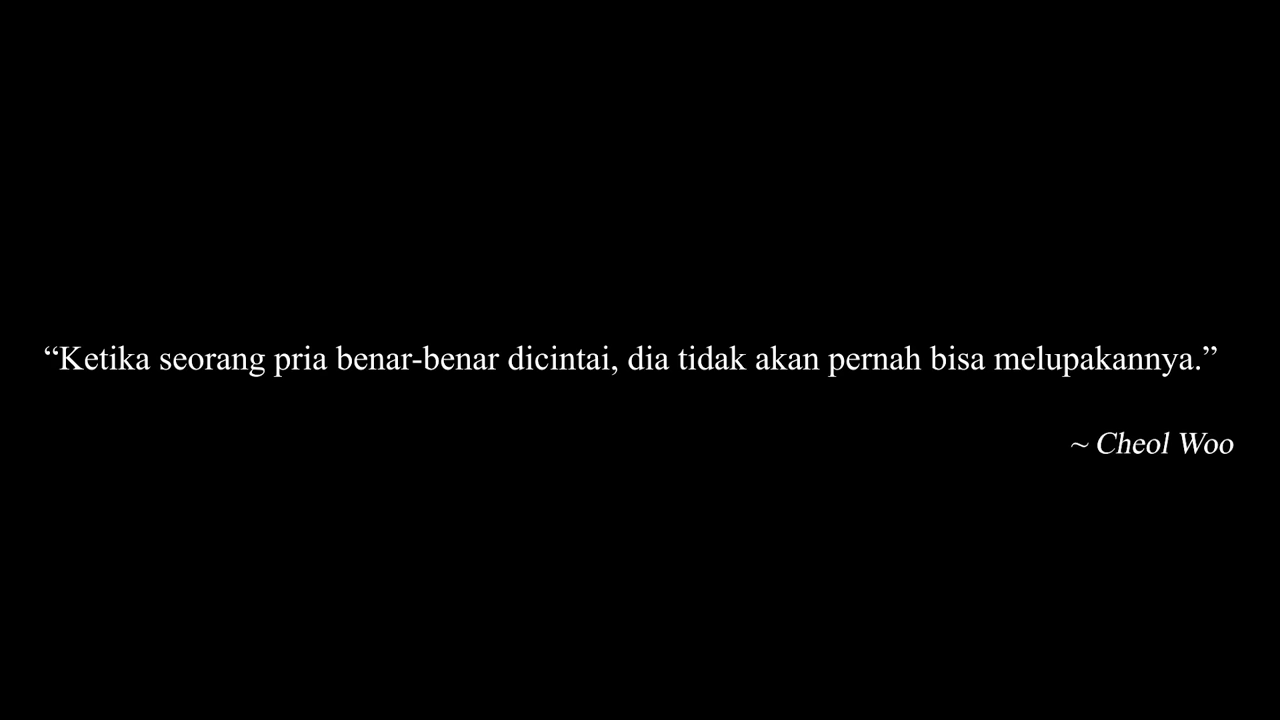 “Ketika seorang pria benar-benar dicintai, dia tidak akan pernah bisa melupakannya.”
~ Cheol Woo